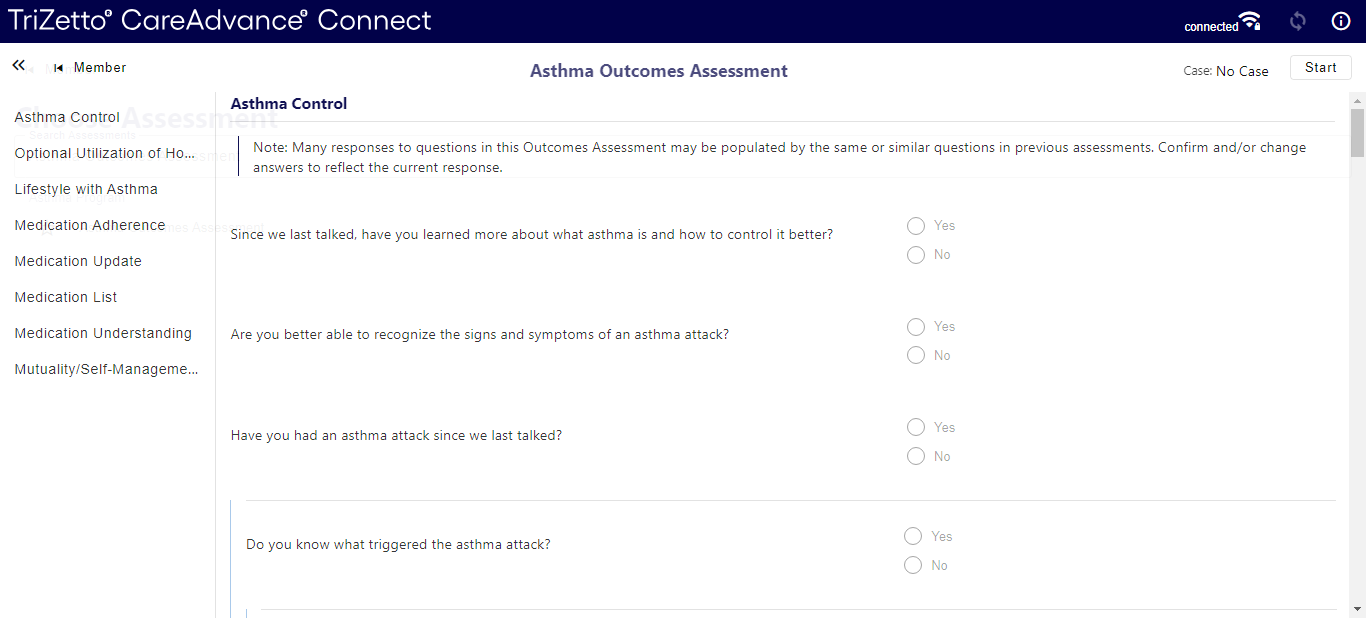 TriZetto® CareAdvance® Connect
connected
Member
Asthma Outcomes Assessment
Case: No Case
Start
Asthma Control
Optional Utilization of Ho...
Lifestyle with Asthma
Medication Adherence
Medication Update
Medication List
Medication Understanding
Mutuality/Self-Manageme...
Assessment
Search Assessments
Asthma Control
Note: Many responses to questions in this Outcomes Assessment may be populated by the same or similar questions in previous assessments. Confirm and/or change
answers to reflect the current response.
Since we last talked, have you learned more about what asthma is and how to control it better?
Yes
No
Are you better able to recognize the signs and symptoms of an asthma attack?
Yes
No
Have you had an asthma attack since we last talked?
Yes
No
Do you know what triggered the asthma attack?
Yes
No